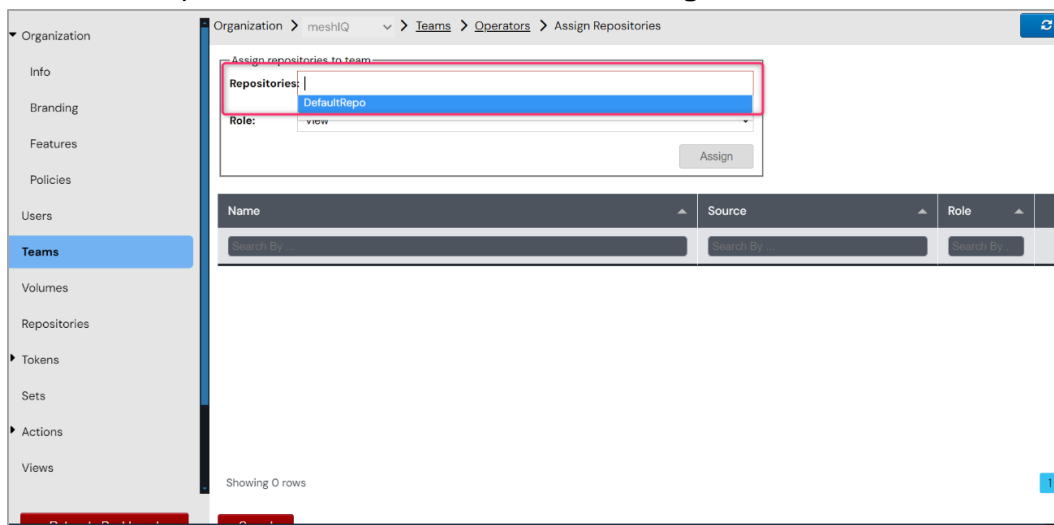 Organization
Info
Branding
Features
Policies
Users
Teams
Volumes
Repositories
Tokens
Sets
Actions
Views
Organization > meshIQ > Teams > Operators > Assign Repositories
Assign repositories to team
Repositories:
DefaultRepo
Role: View
Assign
Name Source Role
Search By ... Search By ... Search By..
Showing 0 rows 1